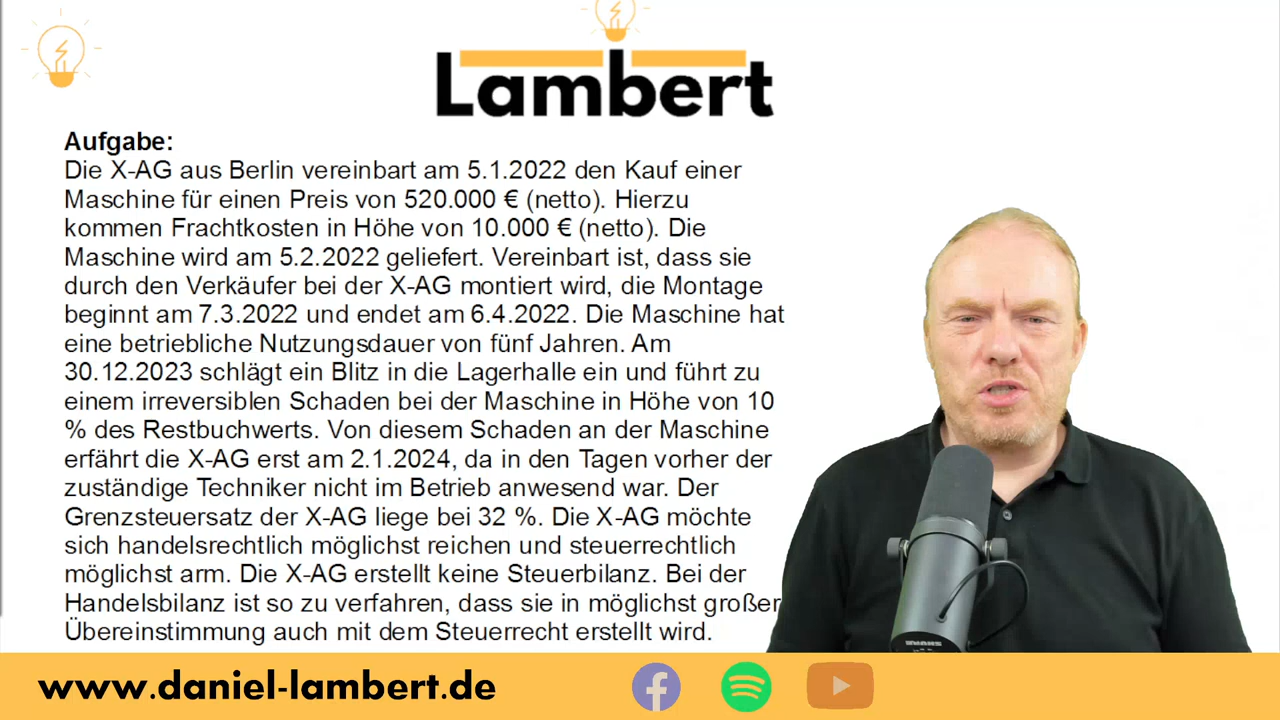 Lambert
Aufgabe:
Die X-AG aus Berlin vereinbart am 5.1.2022 den Kauf einer
Maschine für einen Preis von 520.000 € (netto). Hierzu
kommen Frachtkosten in Höhe von 10.000 € (netto). Die
Maschine wird am 5.2.2022 geliefert. Vereinbart ist, dass sie
durch den Verkäufer bei der X-AG montiert wird, die Montage
beginnt am 7.3.2022 und endet am 6.4.2022. Die Maschine hat
eine betriebliche Nutzungsdauer von fünf Jahren. Am
30.12.2023 schlägt ein Blitz in die Lagerhalle ein und führt zu
einem irreversiblen Schaden bei der Maschine in Höhe von 10
% des Restbuchwerts. Von diesem Schaden an der Maschine
erfährt die X-AG erst am 2.1.2024, da in den Tagen vorher der
zuständige Techniker nicht im Betrieb anwesend war. Der
Grenzsteuersatz der X-AG liege bei 32 %. Die X-AG möchte
sich handelsrechtlich möglichst reichen und steuerrechtlich
möglichst arm. Die X-AG erstellt keine Steuerbilanz. Bei der
Handelsbilanz ist so zu verfahren, dass sie in möglichst großer
Übereinstimmung auch mit dem Steuerrecht erstellt wird.
www.daniel-lambert.de